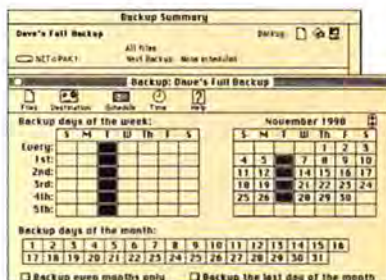 Backup Summary
Dave's Full Backup
Backup:
All files
NET PAK1
Next Backup: None scheduled
Backup: Dave's Full Backup
Files Destination Schedule Time Help
Backup days of the week:
S M T W Th F S
Every:
1st:
2nd:
3rd:
4th:
5th:
November 1990
S M T W Th F S
1 2 3
4 5 7 8 9 10
11 12 14 15 16 17
18 19 21 22 23 24
25 26 28 29 30
Backup days of the month:
1 2 3 4 5 6 7 8 9 10 11 12 13 14 15 16
17 18 19 20 21 22 23 24 25 26 27 28 29 30 31
Backup even months only
Backup the last day of the month